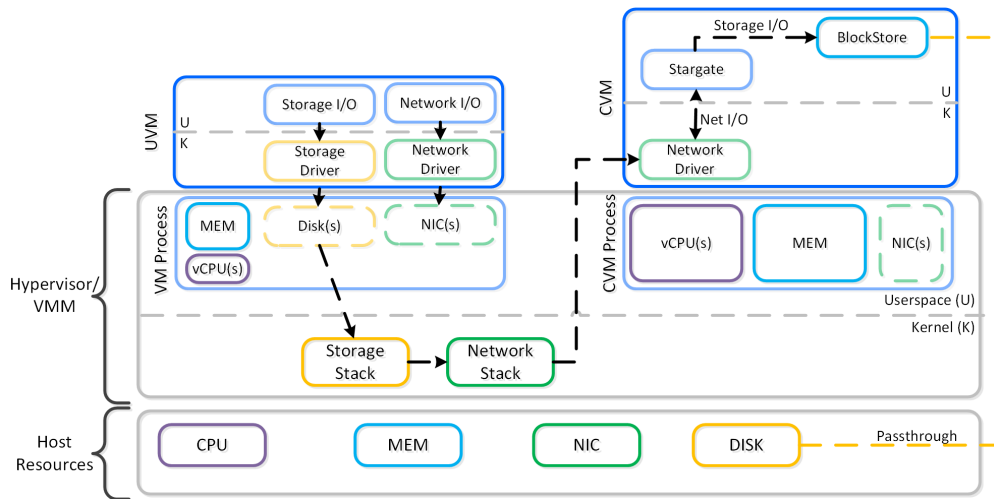 Storage I/O
BlockStore
Stargate
CVM
U
K
Net I/O
Network
Driver
UVM
U
K
Storage I/O
Network I/O
Storage
Driver
Network
Driver
Hypervisor/
VMM
VM Process
MEM
vCPU(s)
Disk(s)
NIC(s)
CVM Process
vCPU(s)
MEM
NIC(s)
Userspace (U)
Kernel (K)
Storage
Stack
Network
Stack
Host
Resources
CPU
MEM
NIC
DISK
Passthrough